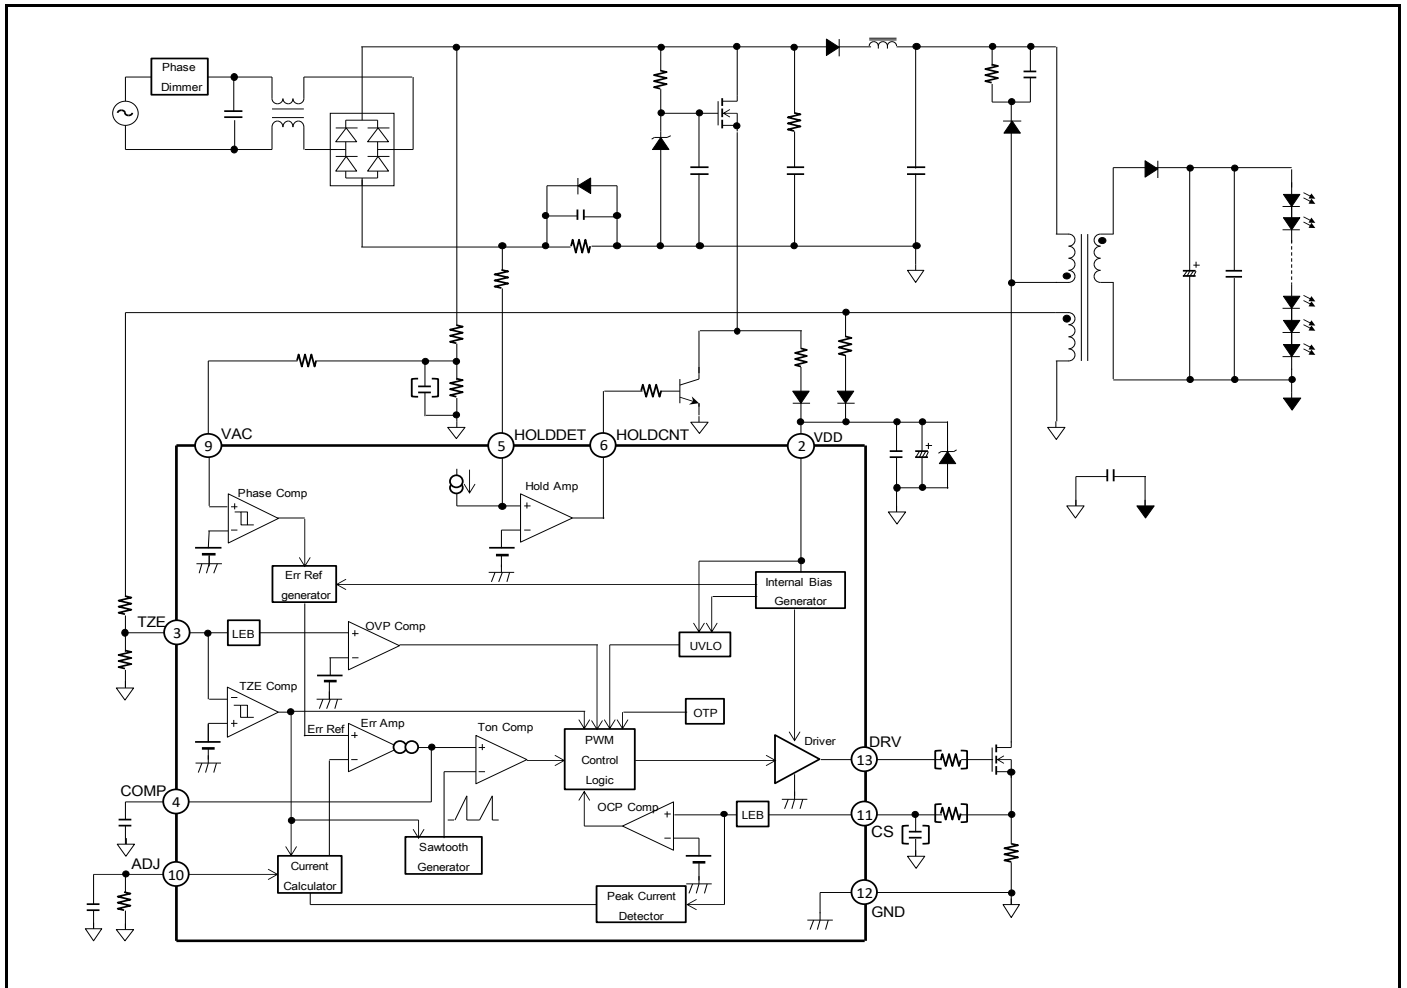 Phase
Dimmer
+
+
9
VAC
5
HOLDDET
6
HOLDCNT
2
VDD
Phase Comp
+
−
Hold Amp
+
−
Err Ref
generator
Internal Bias
Generator
TZE
3
LEB
OVP Comp
+
−
UVLO
TZE Comp
−
+
OTP
Err Ref
Err Amp
+
−
Ton Comp
+
−
PWM
Control
Logic
Driver
DRV
13
COMP
4
OCP Comp
+
−
LEB
11
CS
Sawtooth
Generator
ADJ
10
Current
Calculator
Peak Current
Detector
12
GND